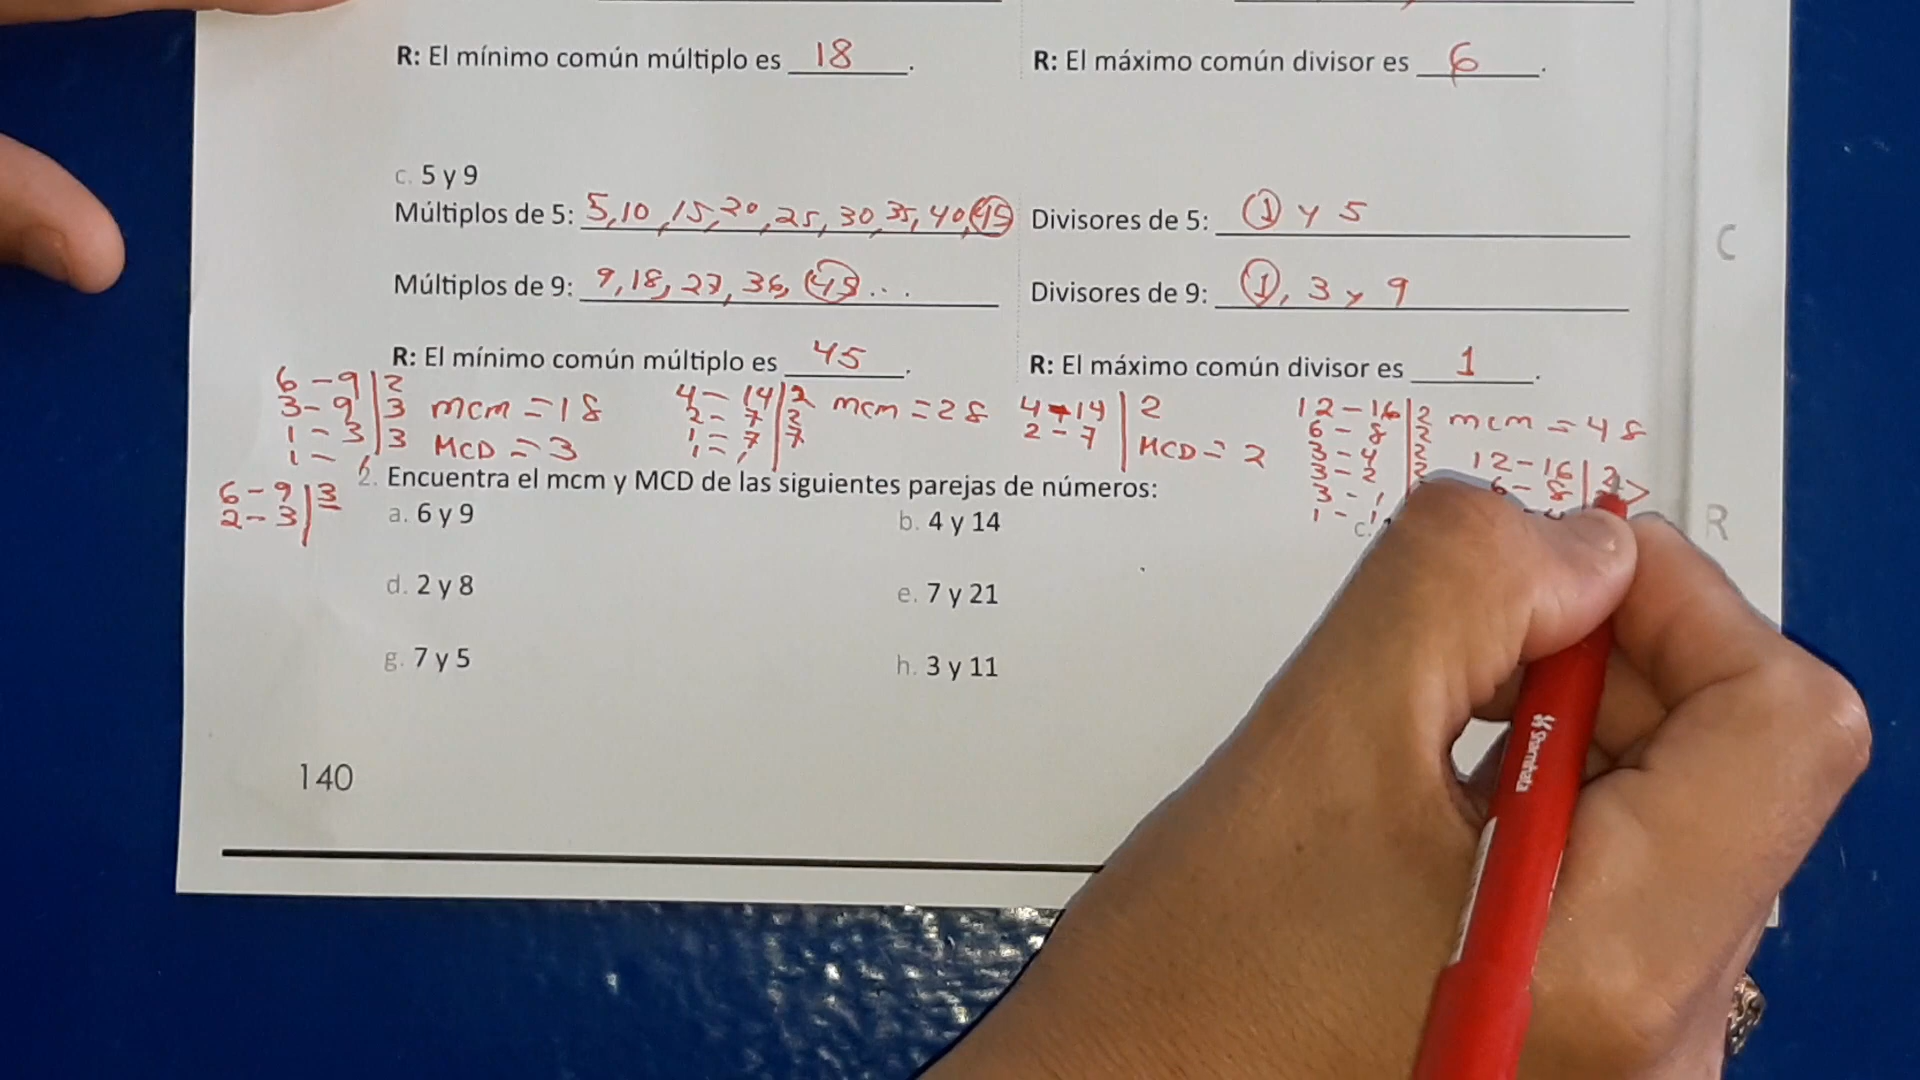 R: El mínimo común múltiplo es 18.
R: El máximo común divisor es 6.
c. 5 y 9
Múltiplos de 5: 5,10,15,20,25,30,35,40,45
Divisores de 5: 1 y 5
Múltiplos de 9: 9,18,27,36,45...
Divisores de 9: 1, 3 y 9
R: El mínimo común múltiplo es 45.
R: El máximo común divisor es 1.
6 - 9 | 2
3 - 9 | 3
1 - 3 | 3
1 -
mcm = 18
MCD = 3
6 - 9 | 3
2 - 3
4 - 14 | 2
2 - 7 | 2
1 - 7 | 7
mcm = 28
4 - 14 | 2
2 - 7
MCD = 2
12 - 16 | 2
6 - 8 | 2
3 - 4 | 2
3 - 2 | 2
3 - 1
1 - 1
mcm = 48
12 - 16 | 2
6 - 8
2. Encuentra el mcm y MCD de las siguientes parejas de números:
a. 6 y 9
b. 4 y 14
c.
d. 2 y 8
e. 7 y 21
g. 7 y 5
h. 3 y 11
140
C
R
Shachihata